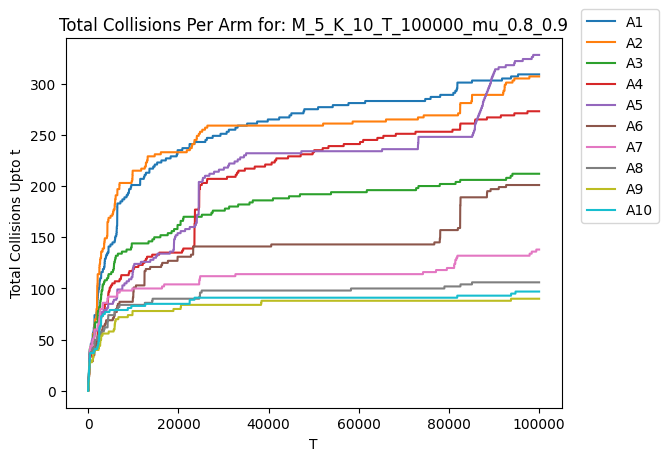 Total Collisions Per Arm for: M_5_K_10_T_100000_mu_0.8_0.9
A1
A2
A3
A4
A5
A6
A7
A8
A9
A10
Total Collisions Upto t
300
250
200
150
100
50
0
0 20000 40000 60000 80000 100000
T